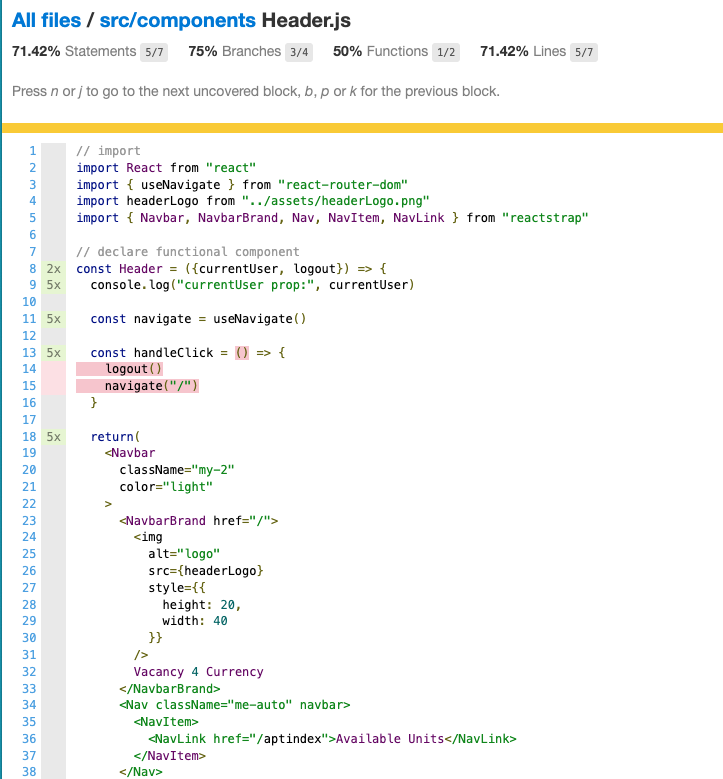 All files / src/components Header.js
71.42% Statements 5/7 75% Branches 3/4 50% Functions 1/2 71.42% Lines 5/7
Press n or j to go to the next uncovered block, b, p or k for the previous block.
1 // import
2 import React from "react"
3 import { useNavigate } from "react-router-dom"
4 import headerLogo from "../assets/headerLogo.png"
5 import { Navbar, NavbarBrand, Nav, NavItem, NavLink } from "reactstrap"
6
7 // declare functional component
8 2x const Header = ({currentUser, logout}) => {
9 5x   console.log("currentUser prop:", currentUser)
10
11 5x   const navigate = useNavigate()
12
13 5x   const handleClick = () => {
14     logout()
15     navigate("/")
16   }
17
18 5x   return(
19     <Navbar
20       className="my-2"
21       color="light"
22     >
23       <NavbarBrand href="/">
24         <img
25           alt="logo"
26           src={headerLogo}
27           style={{
28             height: 20,
29             width: 40
30           }}
31         />
32         Vacancy 4 Currency
33       </NavbarBrand>
34       <Nav className="me-auto" navbar>
35         <NavItem>
36           <NavLink href="/aptindex">Available Units</NavLink>
37         </NavItem>
38       </Nav>